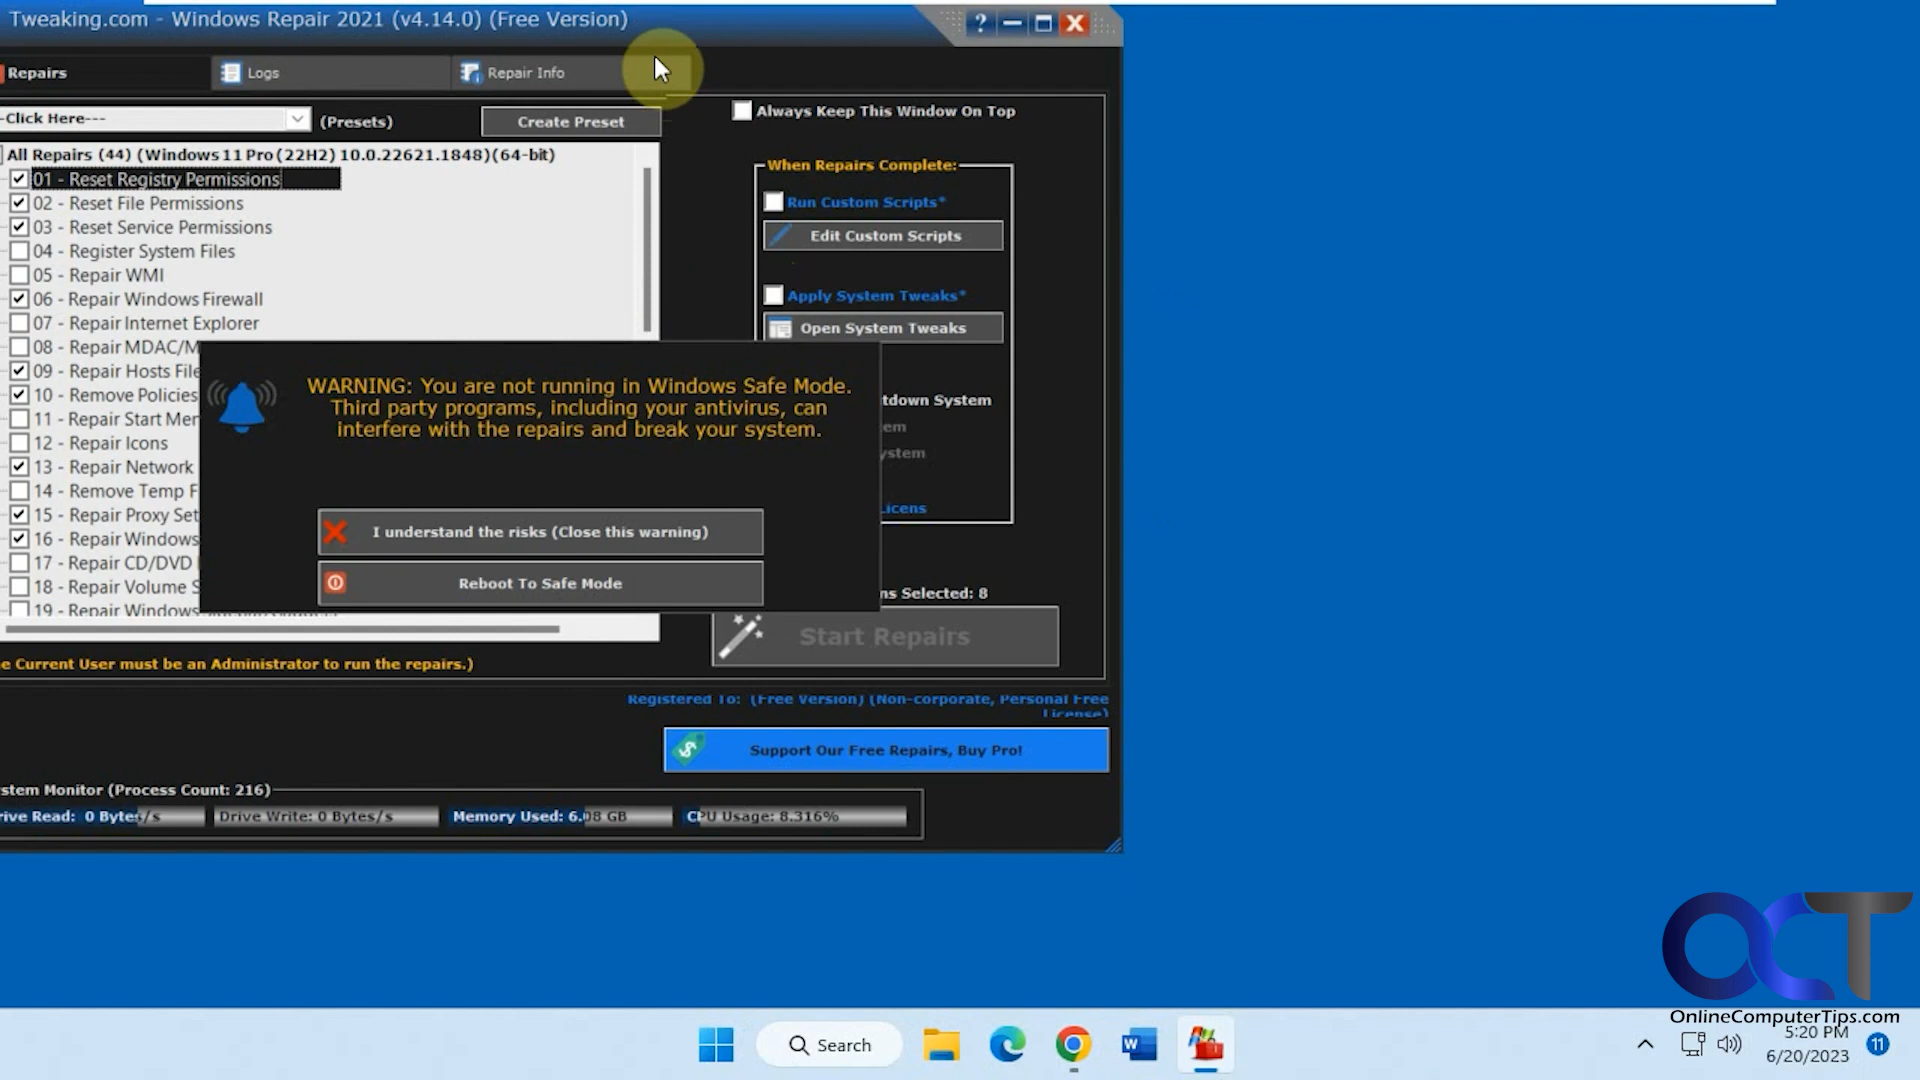 Tweaking.com - Windows Repair 2021 (v4.14.0) (Free Version)
?
Repairs
Logs
Repair Info
-Click Here---
(Presets)
Create Preset
Always Keep This Window On Top
All Repairs (44) (Windows 11 Pro (22H2) 10.0.22621.1848)(64-bit)
01 - Reset Registry Permissions
02 - Reset File Permissions
03 - Reset Service Permissions
04 - Register System Files
05 - Repair WMI
06 - Repair Windows Firewall
07 - Repair Internet Explorer
08 - Repair MDAC/M
09 - Repair Hosts File
10 - Remove Policies
11 - Repair Start Mer
12 - Repair Icons
13 - Repair Network
14 - Remove Temp F
15 - Repair Proxy Set
16 - Repair Windows
17 - Repair CD/DVD
18 - Repair Volume S
19 - Repair Windows
When Repairs Complete:
Run Custom Scripts*
Edit Custom Scripts
Apply System Tweaks*
Open System Tweaks
tdown System
em
ystem
Licens
WARNING: You are not running in Windows Safe Mode.
Third party programs, including your antivirus, can
interfere with the repairs and break your system.
I understand the risks (Close this warning)
Reboot To Safe Mode
ns Selected: 8
Start Repairs
e Current User must be an Administrator to run the repairs.)
Registered To: (Free Version) (Non-corporate, Personal Free
License)
Support Our Free Repairs, Buy Pro!
stem Monitor (Process Count: 216)
rive Read: 0 Bytes/s
Drive Write: 0 Bytes/s
Memory Used: 6.08 GB
CPU Usage: 8.316%
OCT
OnlineComputerTips.com
Search
W
5:20 PM
6/20/2023
11